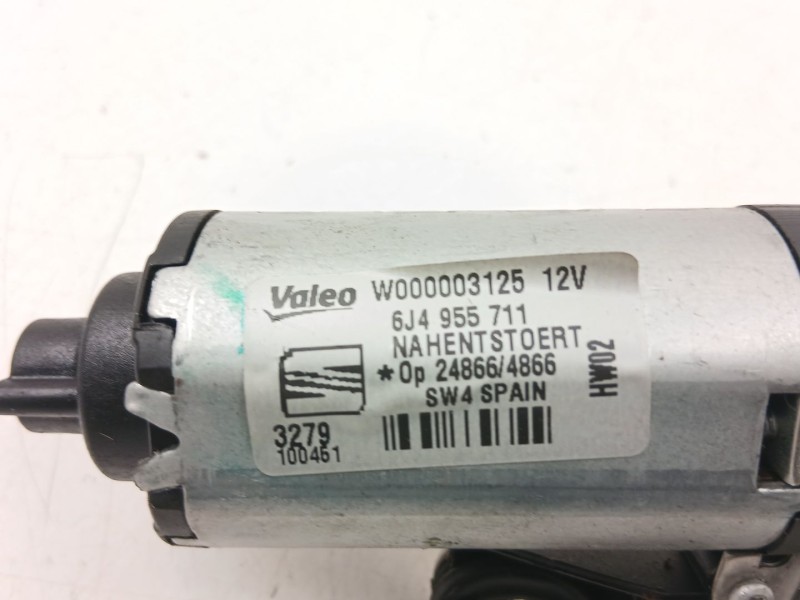 Valeo W000003125 12V
6J4 955 711
NAHENTSTOERT
*Op 24866/4866
SW4 SPAIN
HW02
3279
100461